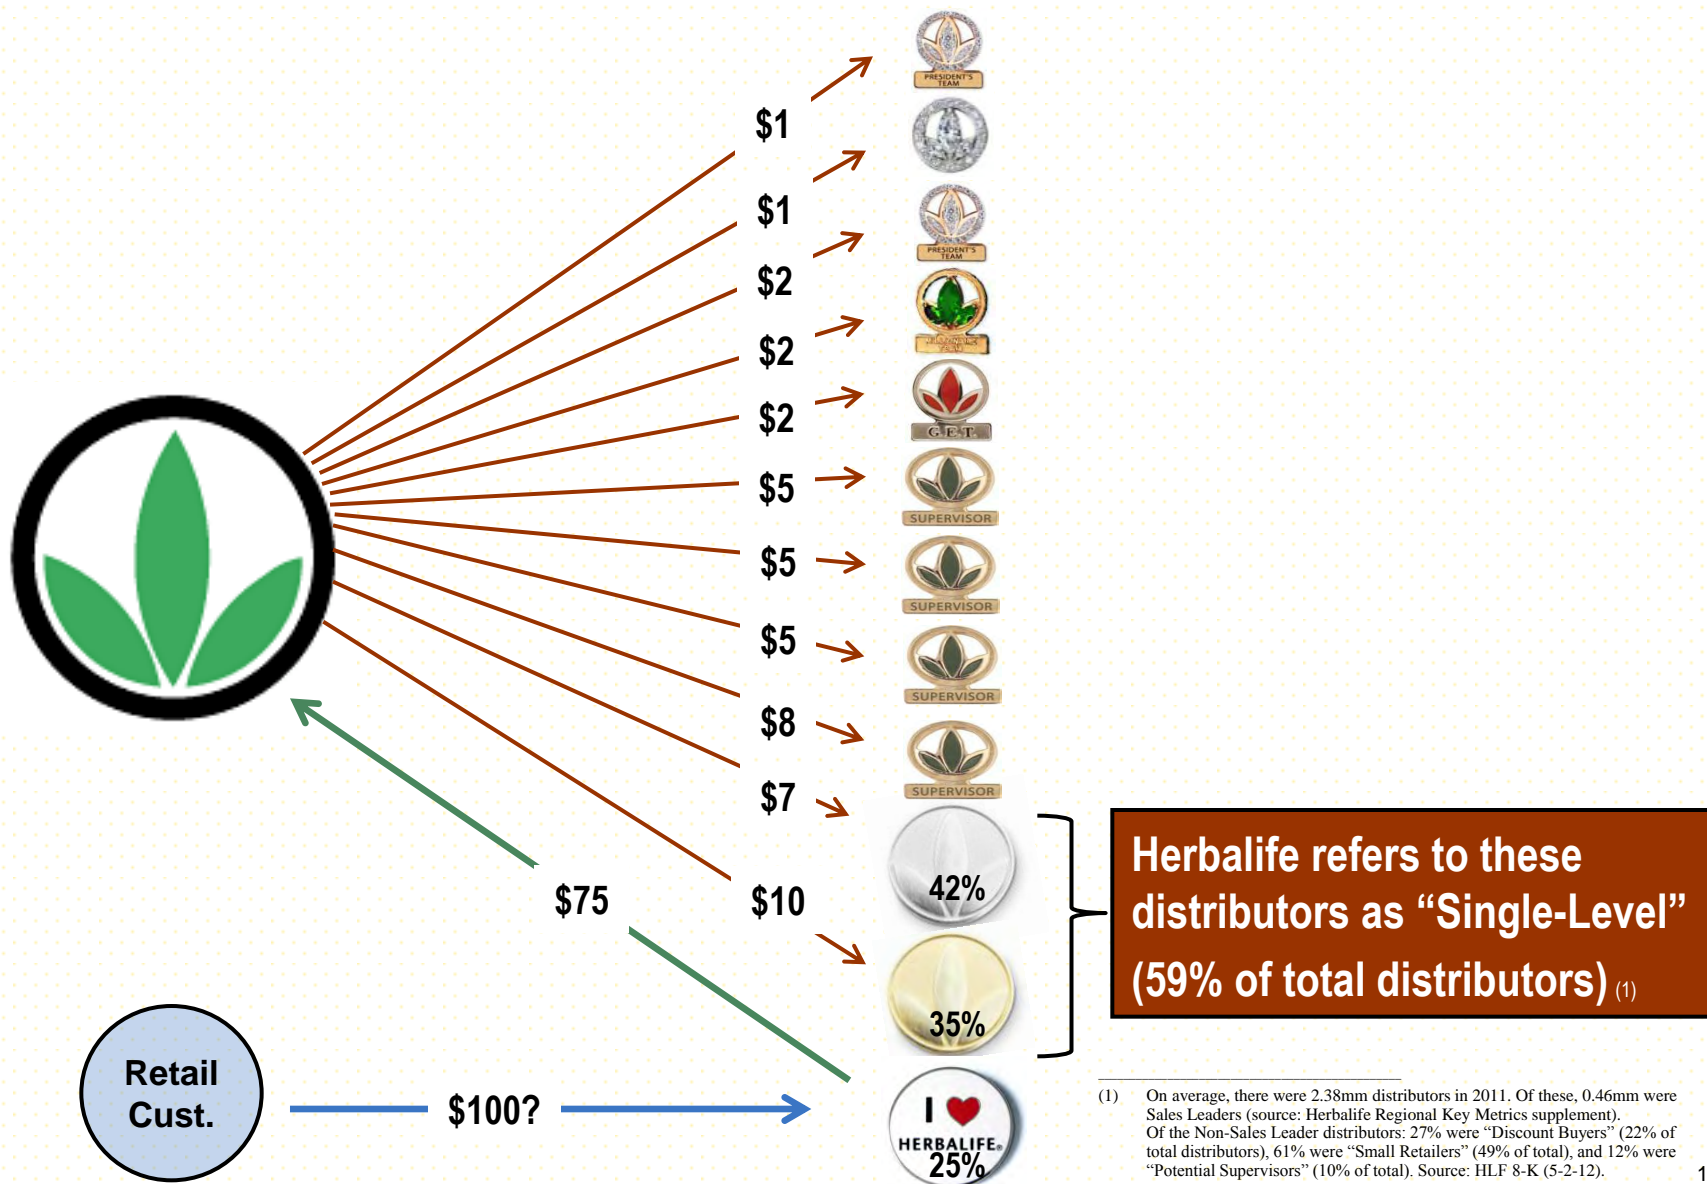 PRESIDENT'S
TEAM
$1
$1
PRESIDENT'S
TEAM
$2
$2
$2
G.E.T.
$5
SUPERVISOR
$5
SUPERVISOR
$5
SUPERVISOR
$8
SUPERVISOR
$7
42%
$75
$10
35%
Herbalife refers to these
distributors as “Single-Level”
(59% of total distributors) (1)
Retail
Cust.
$100?
I
HERBALIFE®
25%
(1) On average, there were 2.38mm distributors in 2011. Of these, 0.46mm were
Sales Leaders (source: Herbalife Regional Key Metrics supplement).
Of the Non-Sales Leader distributors: 27% were “Discount Buyers” (22% of
total distributors), 61% were “Small Retailers” (49% of total), and 12% were
“Potential Supervisors” (10% of total). Source: HLF 8-K (5-2-12).
1